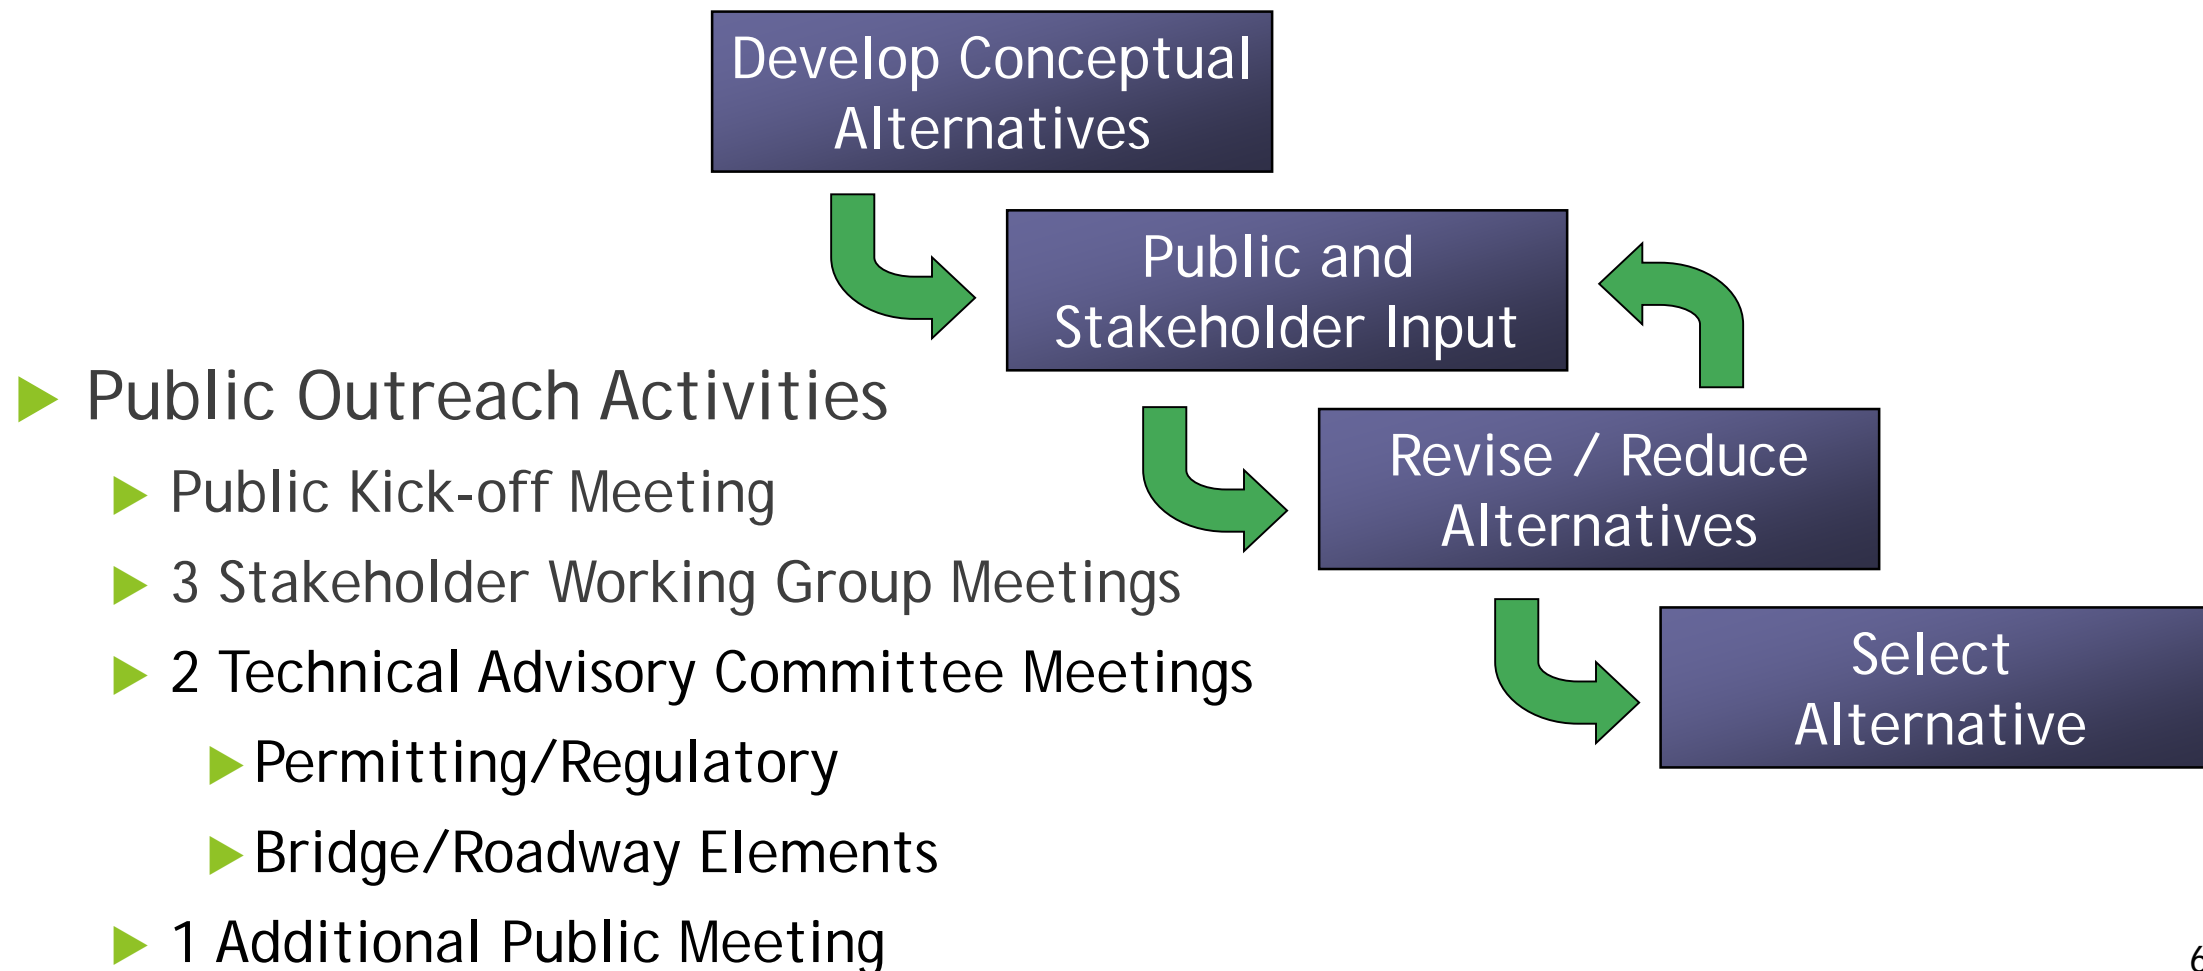 Develop Conceptual
Alternatives
Public and
Stakeholder Input
Revise / Reduce
Alternatives
Select
Alternative
Public Outreach Activities
Public Kick-off Meeting
3 Stakeholder Working Group Meetings
2 Technical Advisory Committee Meetings
Permitting/Regulatory
Bridge/Roadway Elements
1 Additional Public Meeting
6